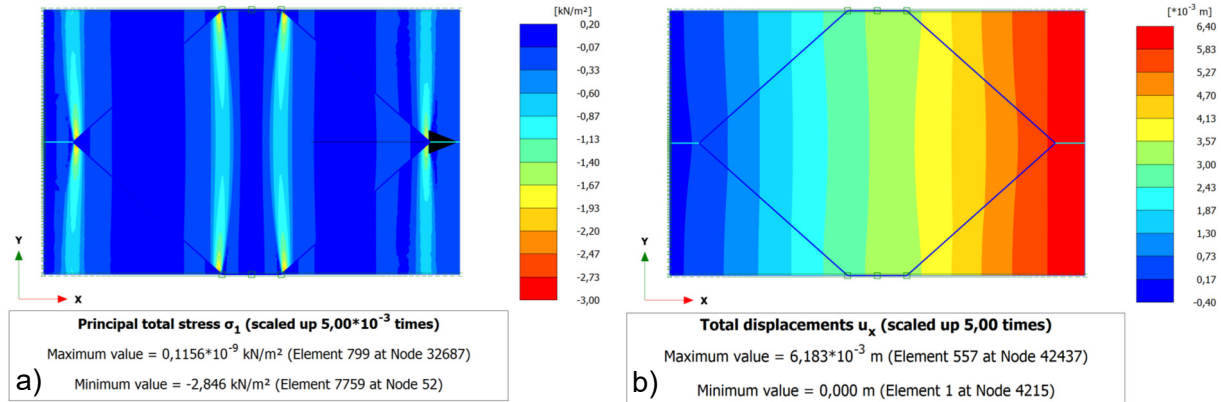 [kN/m²]
0,20
-0,07
-0,33
-0,60
-0,87
-1,13
-1,40
-1,67
-1,93
-2,20
-2,47
-2,73
-3,00
Y
X
Principal total stress σ₁ (scaled up 5,00*10⁻³ times)
Maximum value = 0,1156*10⁻⁹ kN/m² (Element 799 at Node 32687)
Minimum value = -2,846 kN/m² (Element 7759 at Node 52)
a)
[*10⁻³ m]
6,40
5,83
5,27
4,70
4,13
3,57
3,00
2,43
1,87
1,30
0,73
0,17
-0,40
Y
X
Total displacements uₓ (scaled up 5,00 times)
Maximum value = 6,183*10⁻³ m (Element 557 at Node 42437)
Minimum value = 0,000 m (Element 1 at Node 4215)
b)